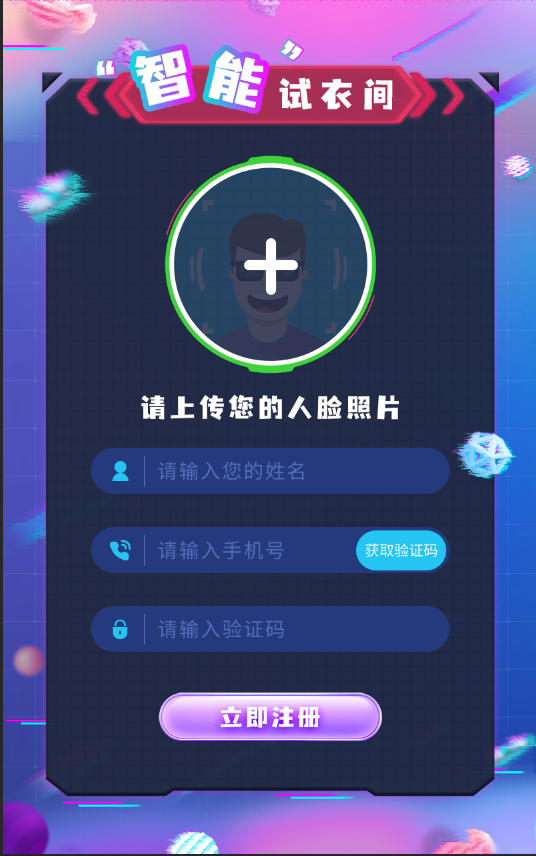 “智能”试衣间
请上传您的人脸照片
请输入您的姓名
请输入手机号 获取验证码
请输入验证码
立即注册